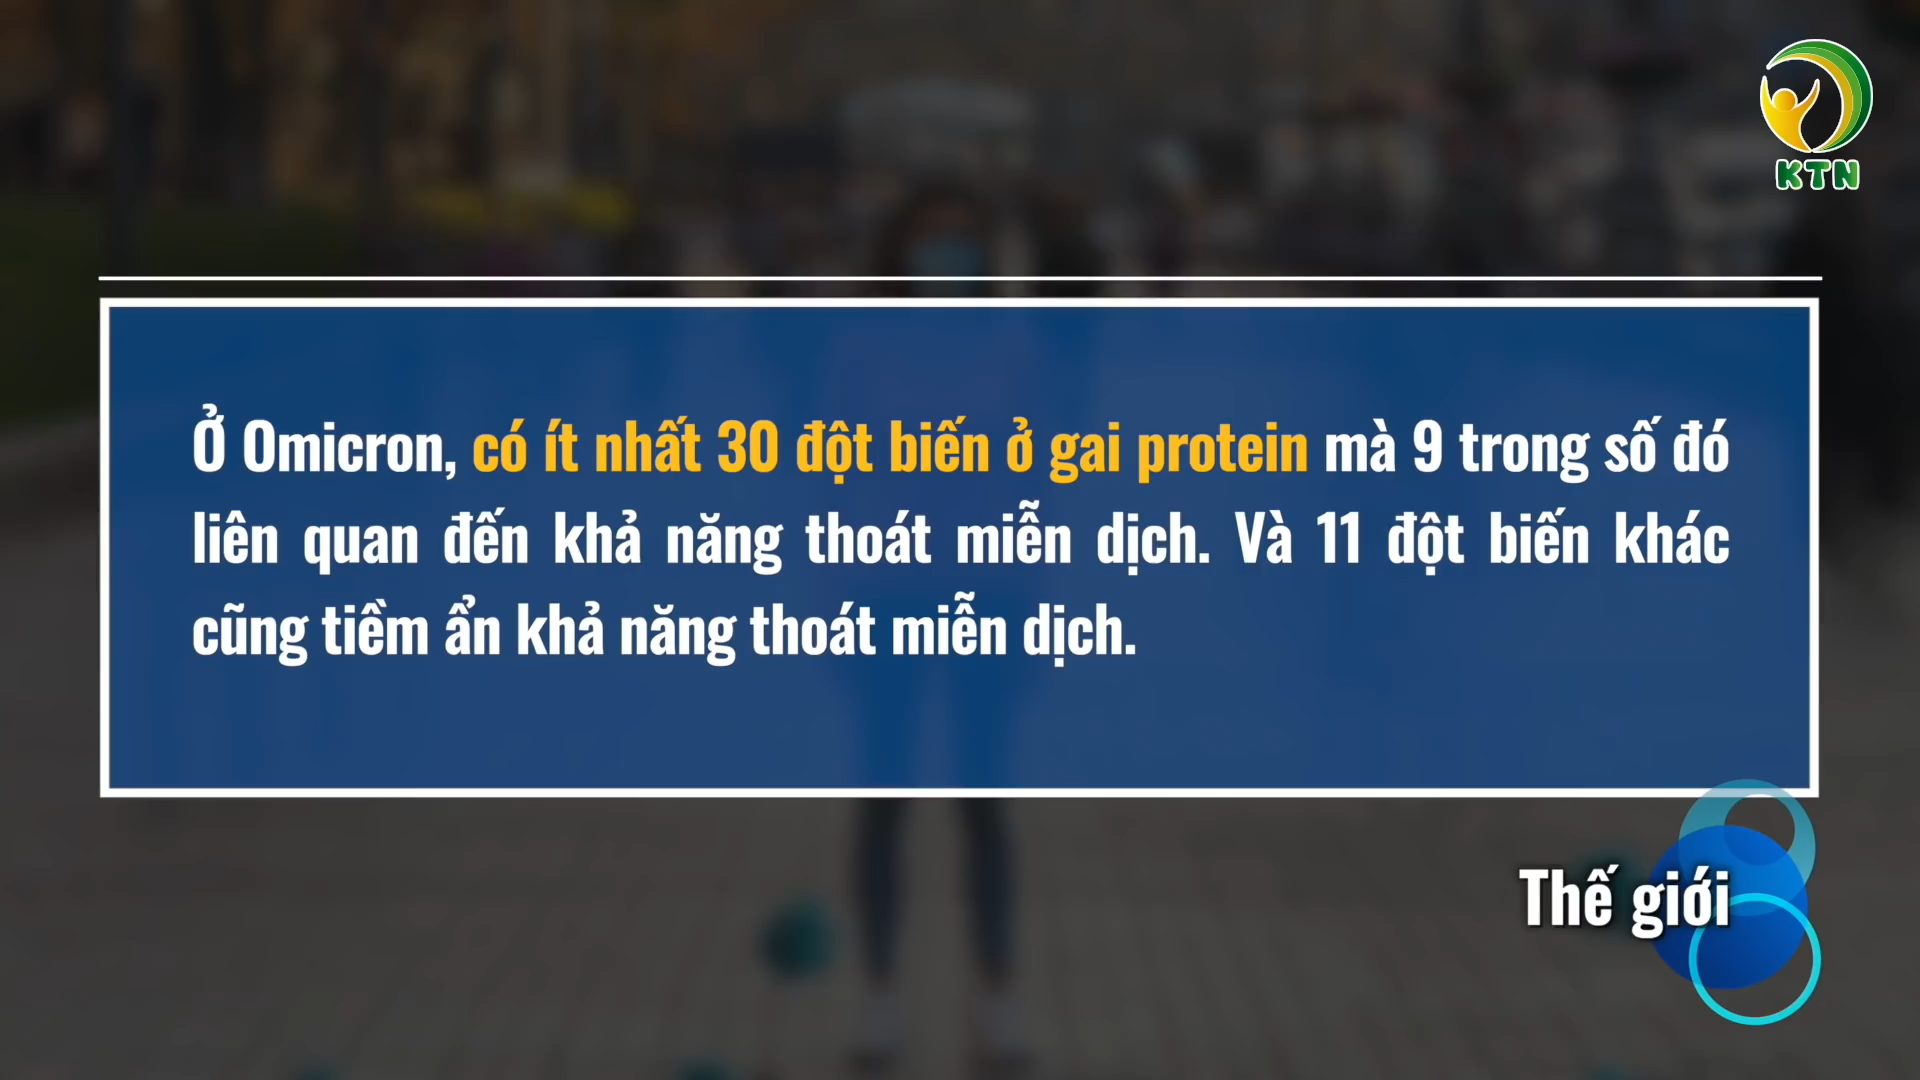 KTN
Ở Omicron, có ít nhất 30 đột biến ở gai protein mà 9 trong số đó
liên quan đến khả năng thoát miễn dịch. Và 11 đột biến khác
cũng tiềm ẩn khả năng thoát miễn dịch.
Thế giới